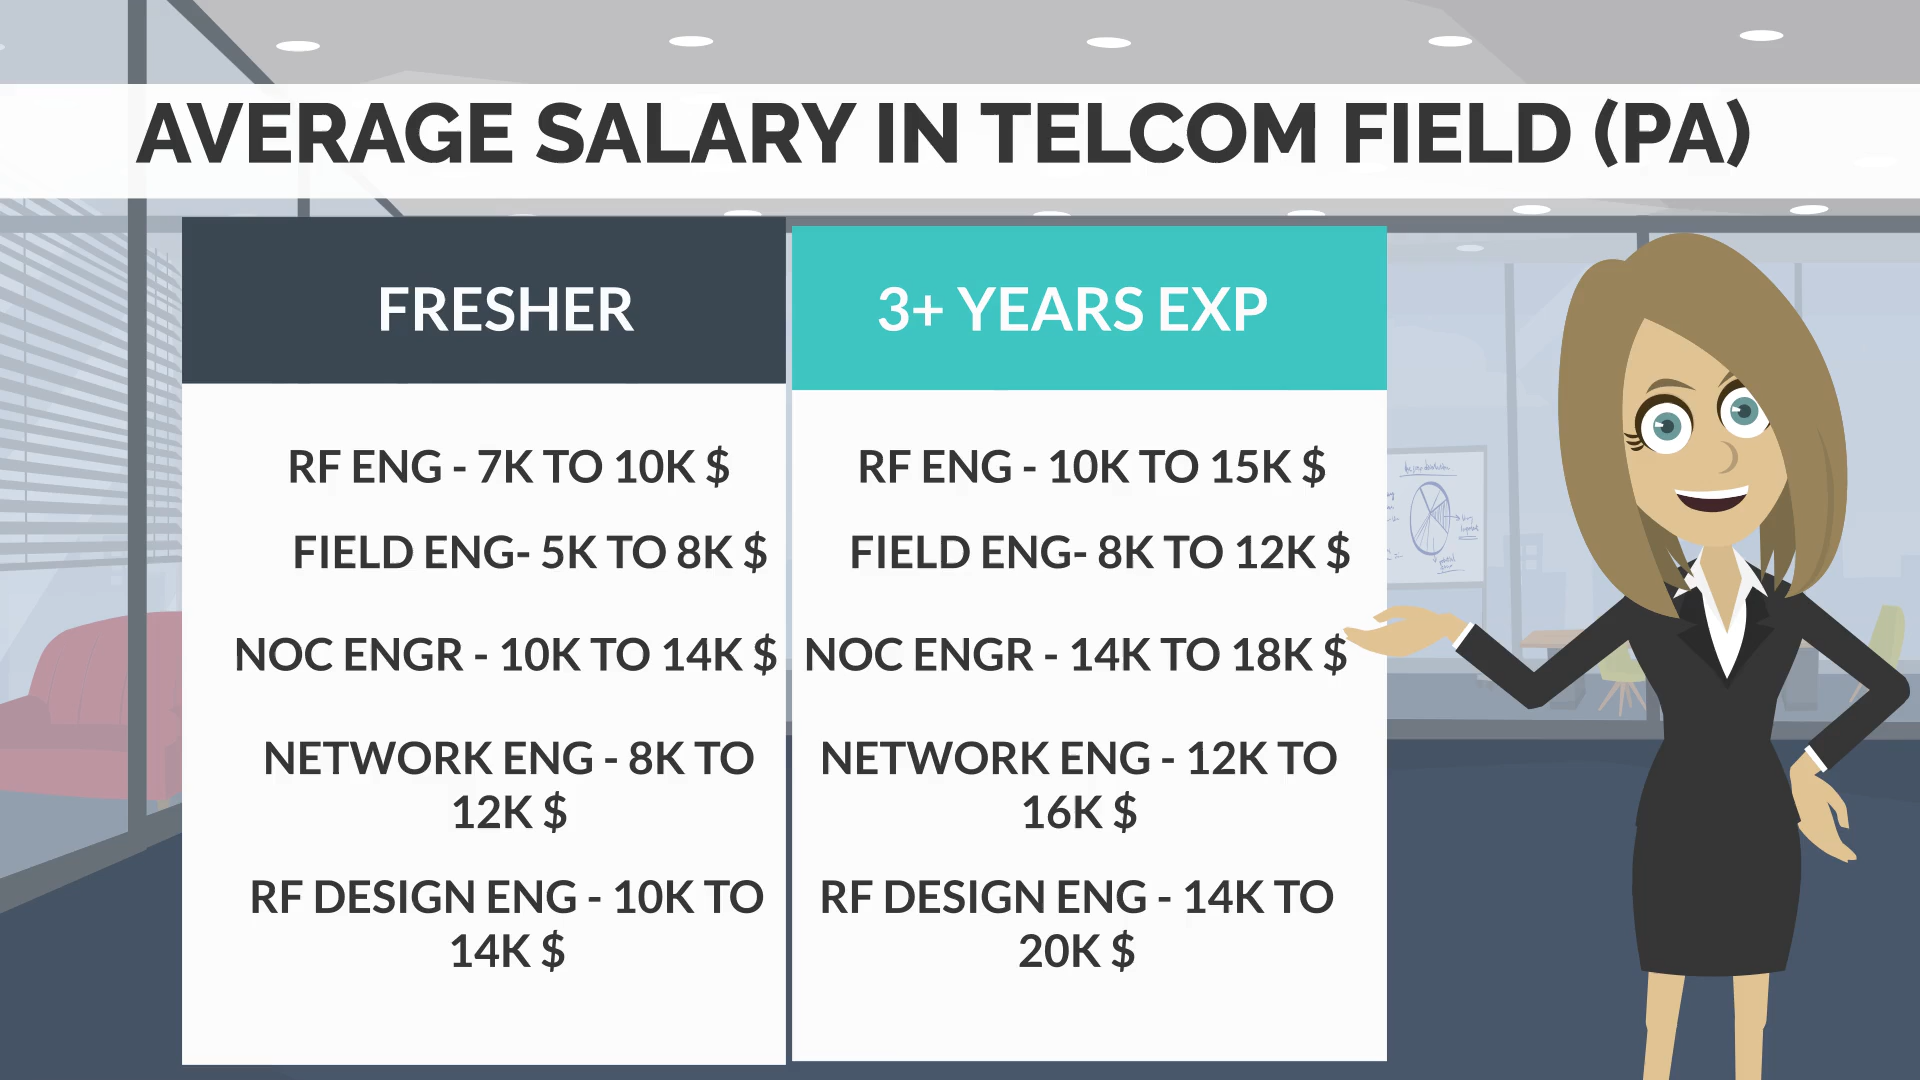 AVERAGE SALARY IN TELCOM FIELD (PA)
FRESHER
RF ENG - 7K TO 10K $
FIELD ENG- 5K TO 8K $
NOC ENGR - 10K TO 14K $
NETWORK ENG - 8K TO
12K $
RF DESIGN ENG - 10K TO
14K $
3+ YEARS EXP
RF ENG - 10K TO 15K $
FIELD ENG- 8K TO 12K $
NOC ENGR - 14K TO 18K $
NETWORK ENG - 12K TO
16K $
RF DESIGN ENG - 14K TO
20K $